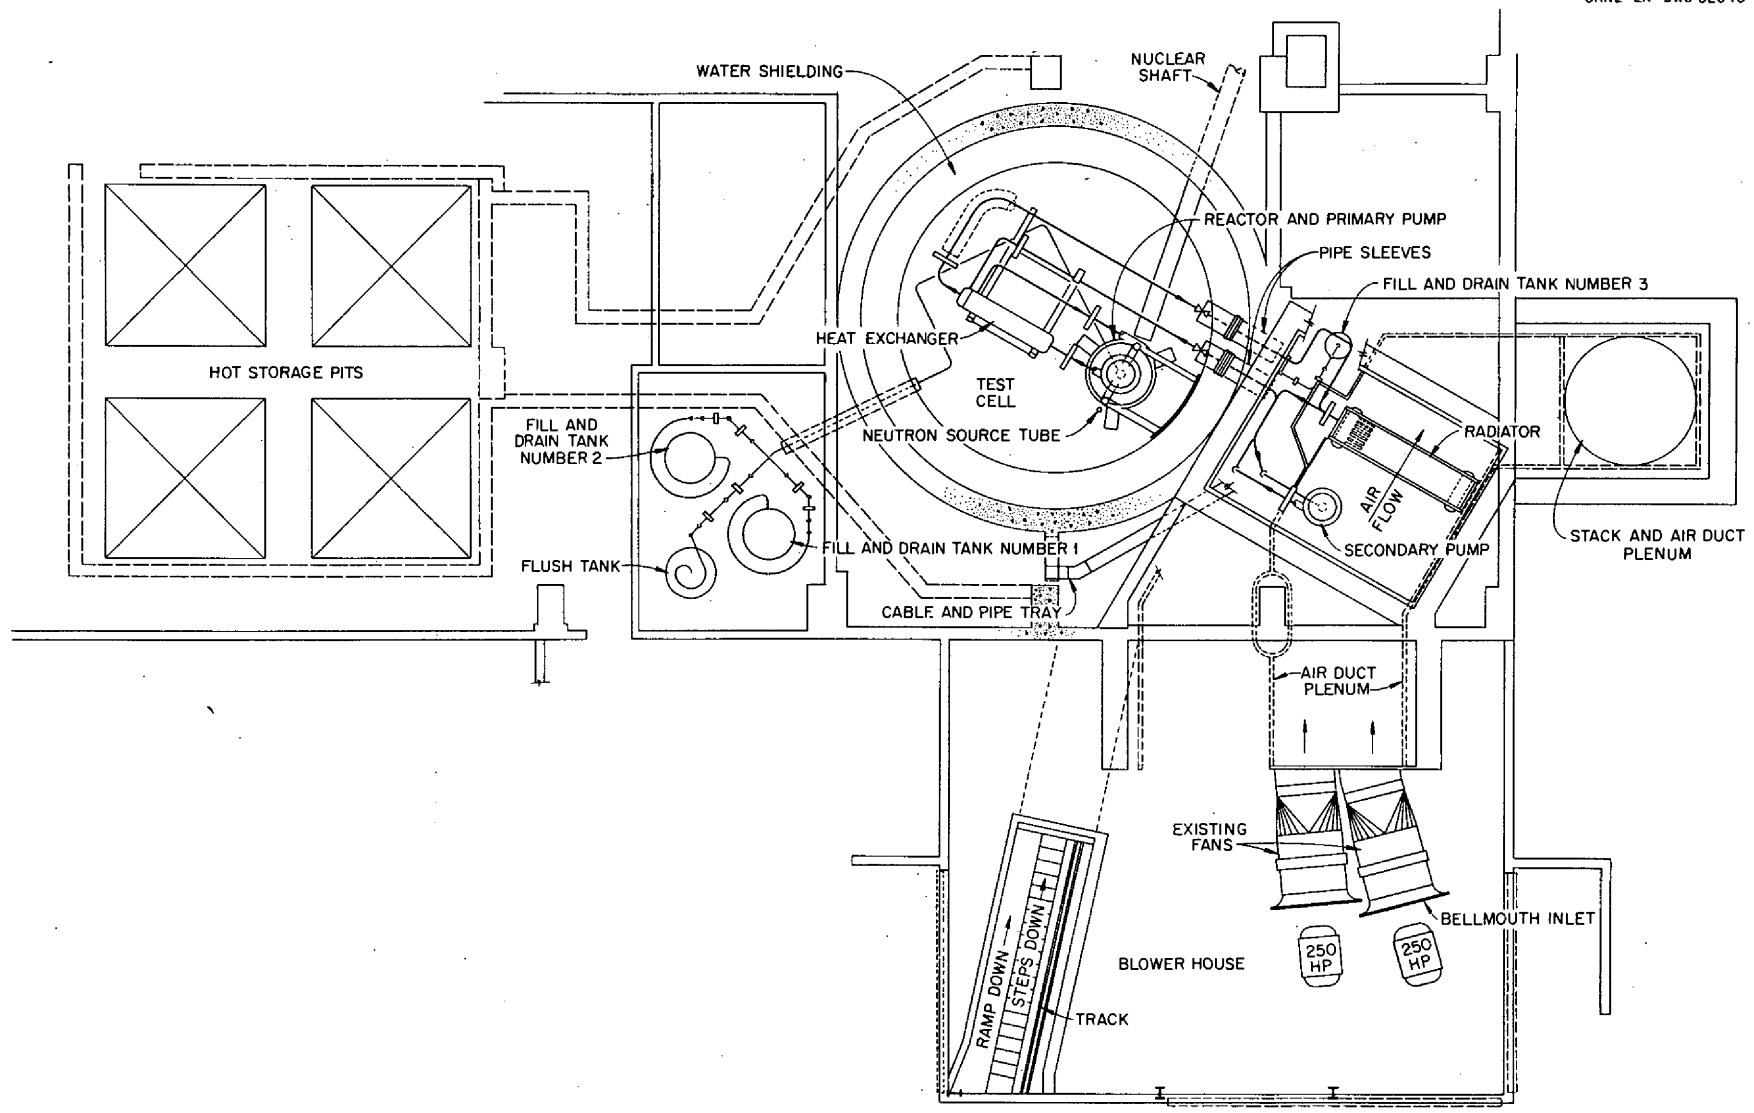 WATER SHIELDING
NUCLEAR
SHAFT
REACTOR AND PRIMARY PUMP
PIPE SLEEVES
FILL AND DRAIN TANK NUMBER 3
HEAT EXCHANGER
HOT STORAGE PITS
TEST
CELL
FILL AND
DRAIN TANK
NUMBER 2
NEUTRON SOURCE TUBE
RADIATOR
AIR
FLOW
STACK AND AIR DUCT
PLENUM
FILL AND DRAIN TANK NUMBER 1
SECONDARY PUMP
FLUSH TANK
CABLE AND PIPE TRAY
AIR DUCT
PLENUM
EXISTING
FANS
BELLMOUTH INLET
RAMP DOWN
STEPS DOWN
250
HP
250
HP
BLOWER HOUSE
TRACK